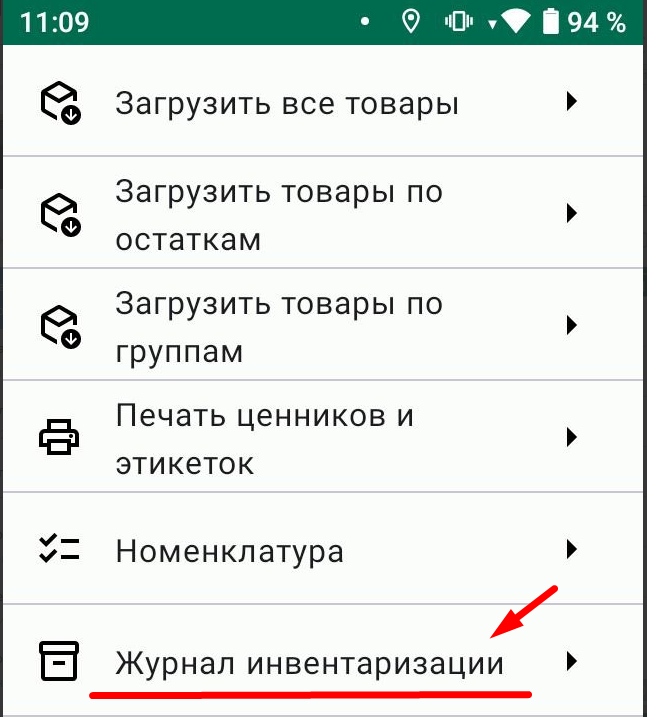 11:09
94 %
Загрузить все товары
Загрузить товары по
остаткам
Загрузить товары по
группам
Печать ценников и
этикеток
Номенклатура
Журнал инвентаризации